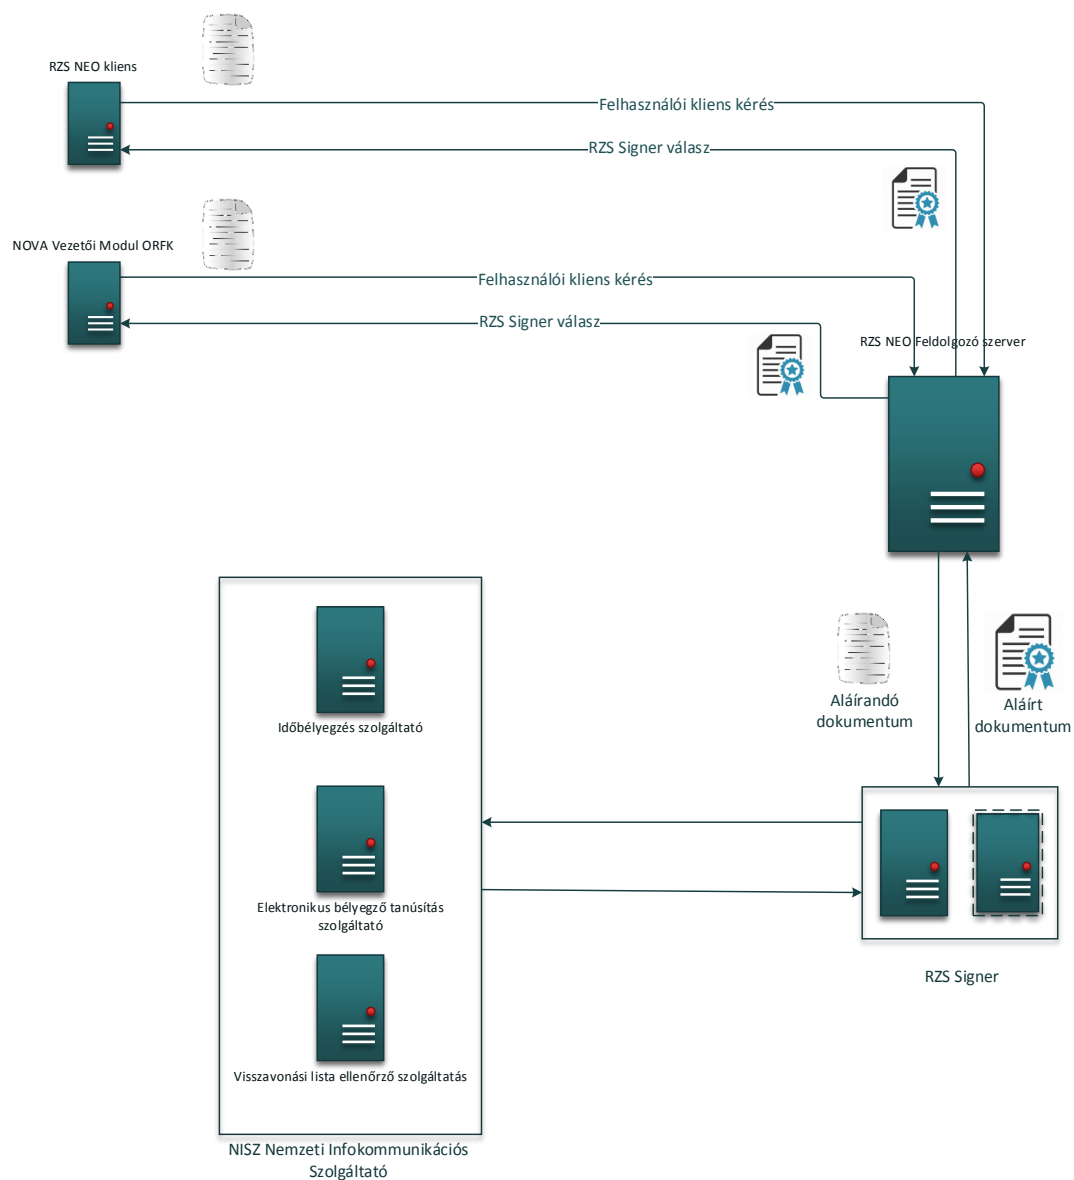 RZS NEO kliens
Felhasználói kliens kérés
RZS Signer válasz
NOVA Vezetői Modul ORFK
Felhasználói kliens kérés
RZS Signer válasz
RZS NEO Feldolgozó szerver
Aláírandó
dokumentum
Aláírt
dokumentum
Időbélyegzés szolgáltató
Elektronikus bélyegző tanúsítás
szolgáltató
Visszavonási lista ellenőrző szolgáltatás
RZS Signer
NISZ Nemzeti Infokommunikációs
Szolgáltató